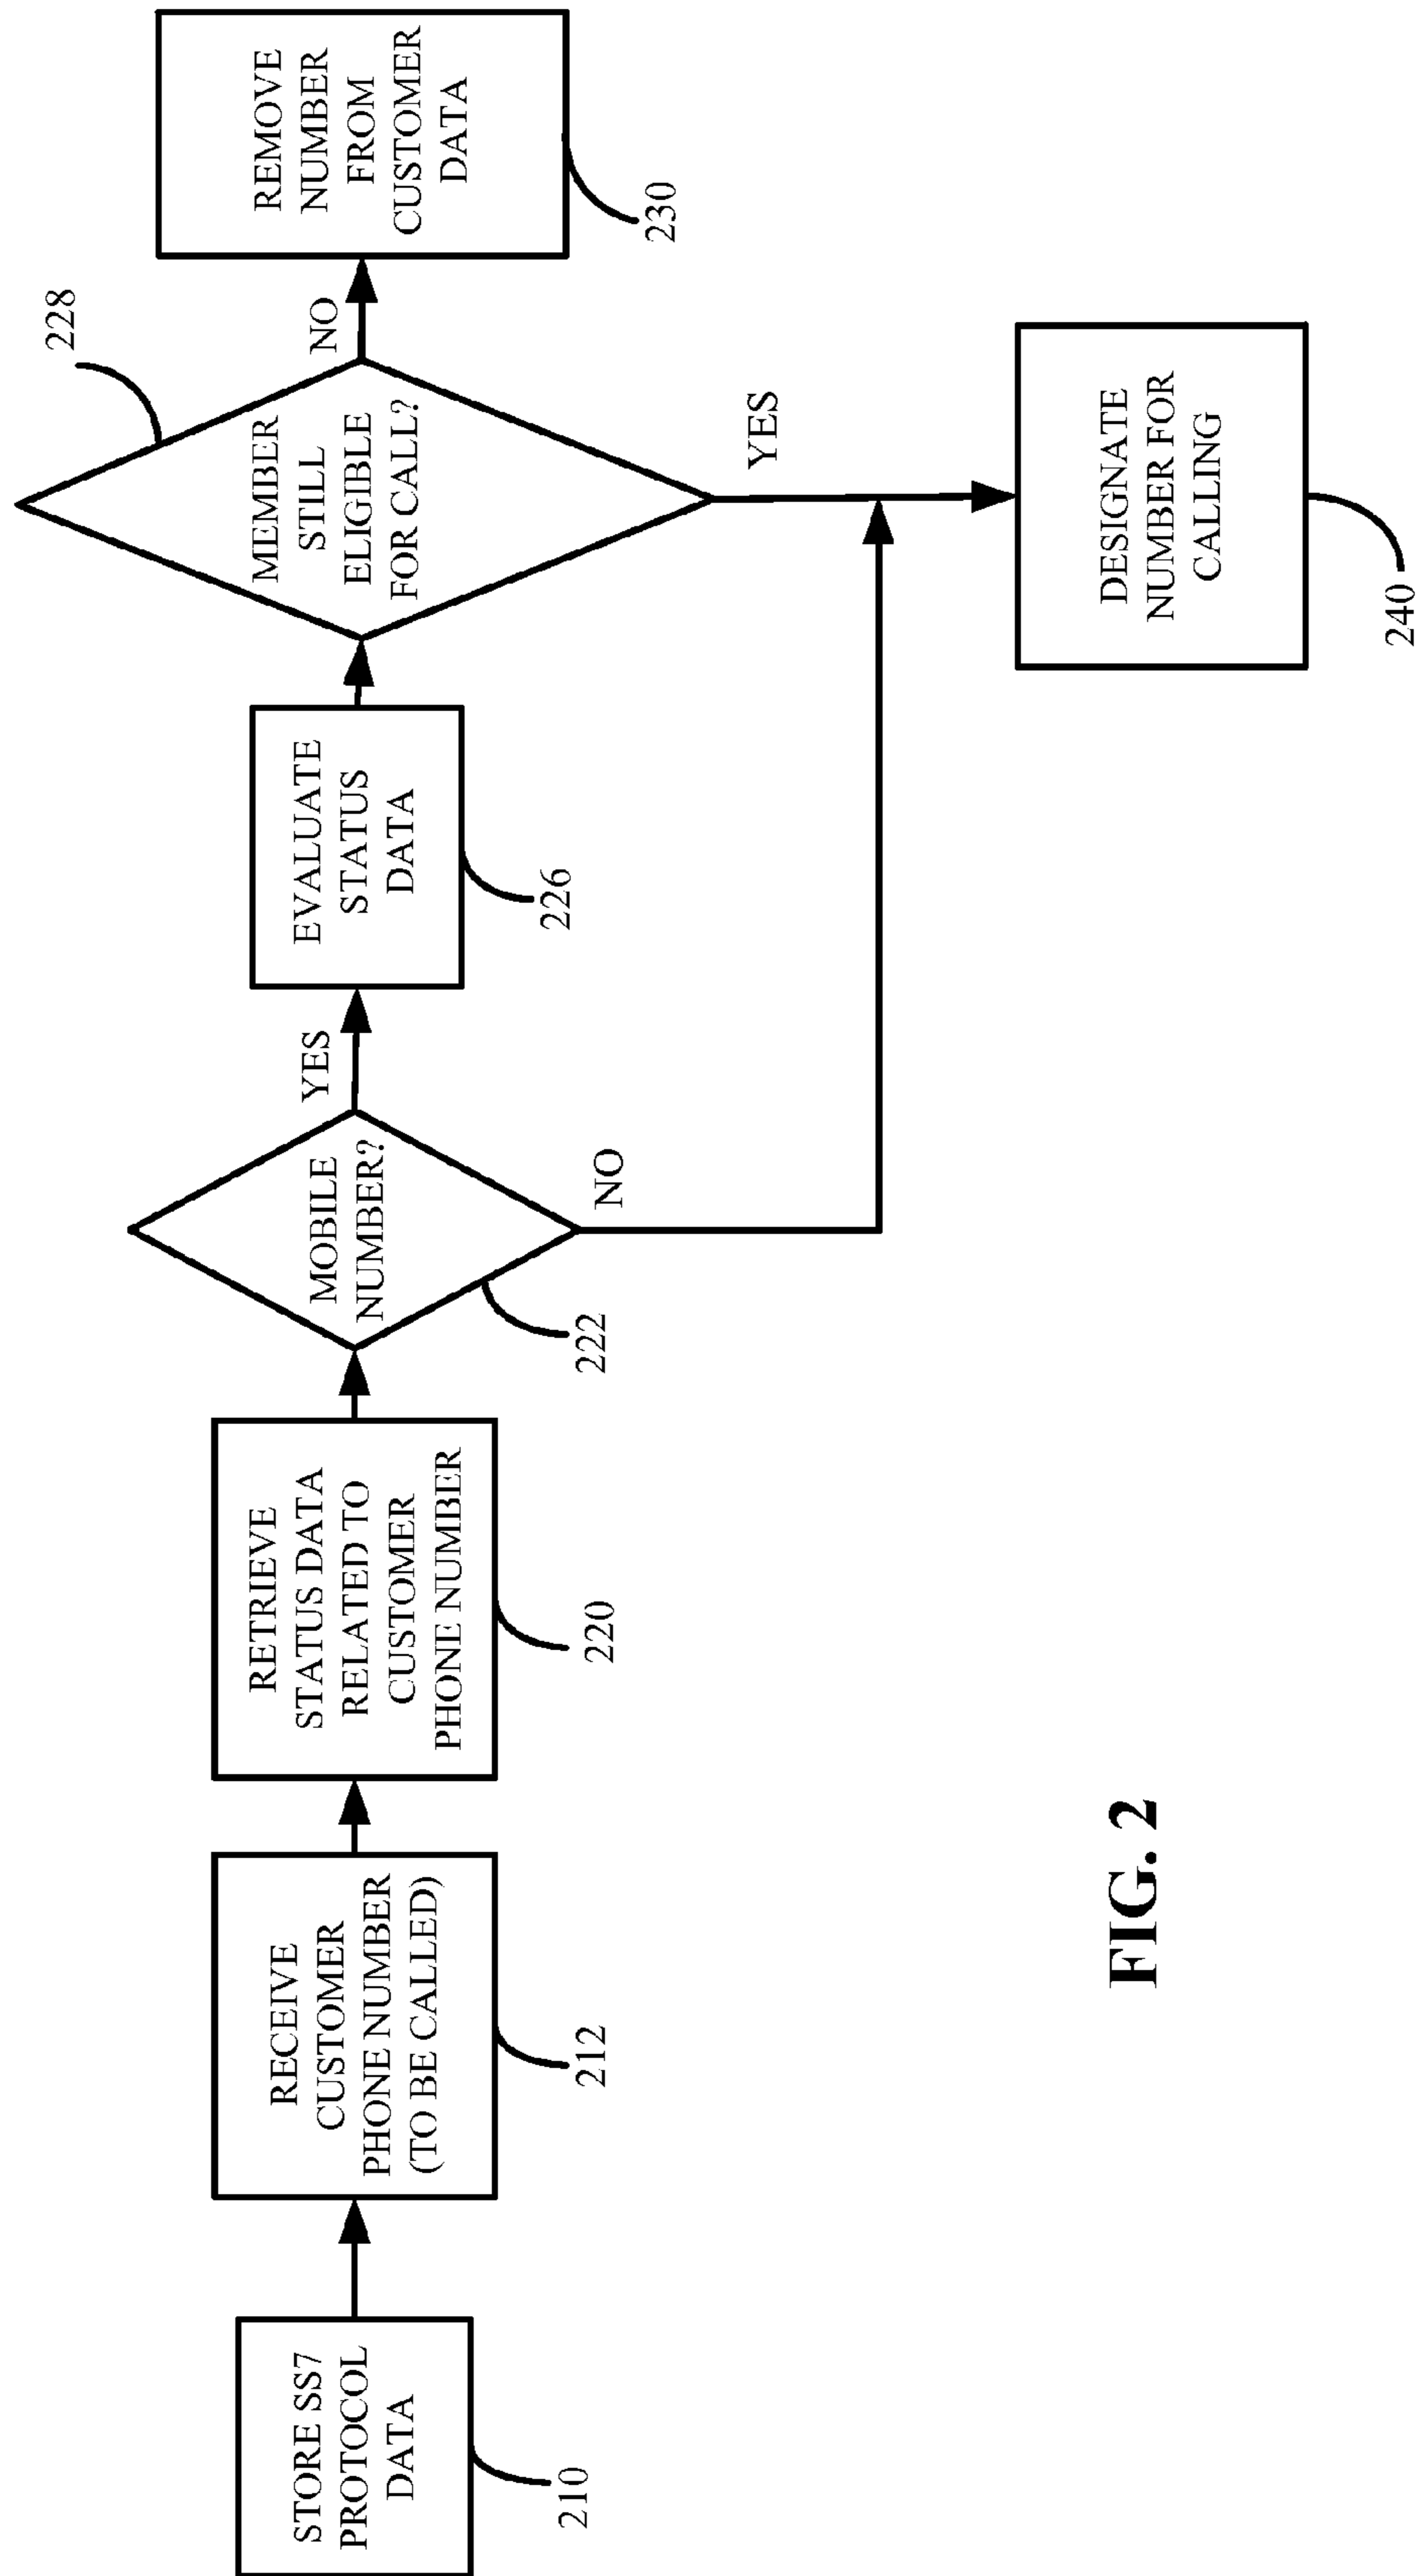 STORE SS7
PROTOCOL
DATA
210
RECEIVE
CUSTOMER
PHONE NUMBER
(TO BE CALLED)
212
RETRIEVE
STATUS DATA
RELATED TO
CUSTOMER
PHONE NUMBER
220
MOBILE
NUMBER?
222
YES
NO
EVALUATE
STATUS
DATA
226
MEMBER
STILL
ELIGIBLE
FOR CALL?
228
NO
YES
REMOVE
NUMBER
FROM
CUSTOMER
DATA
230
DESIGNATE
NUMBER FOR
CALLING
240
FIG. 2